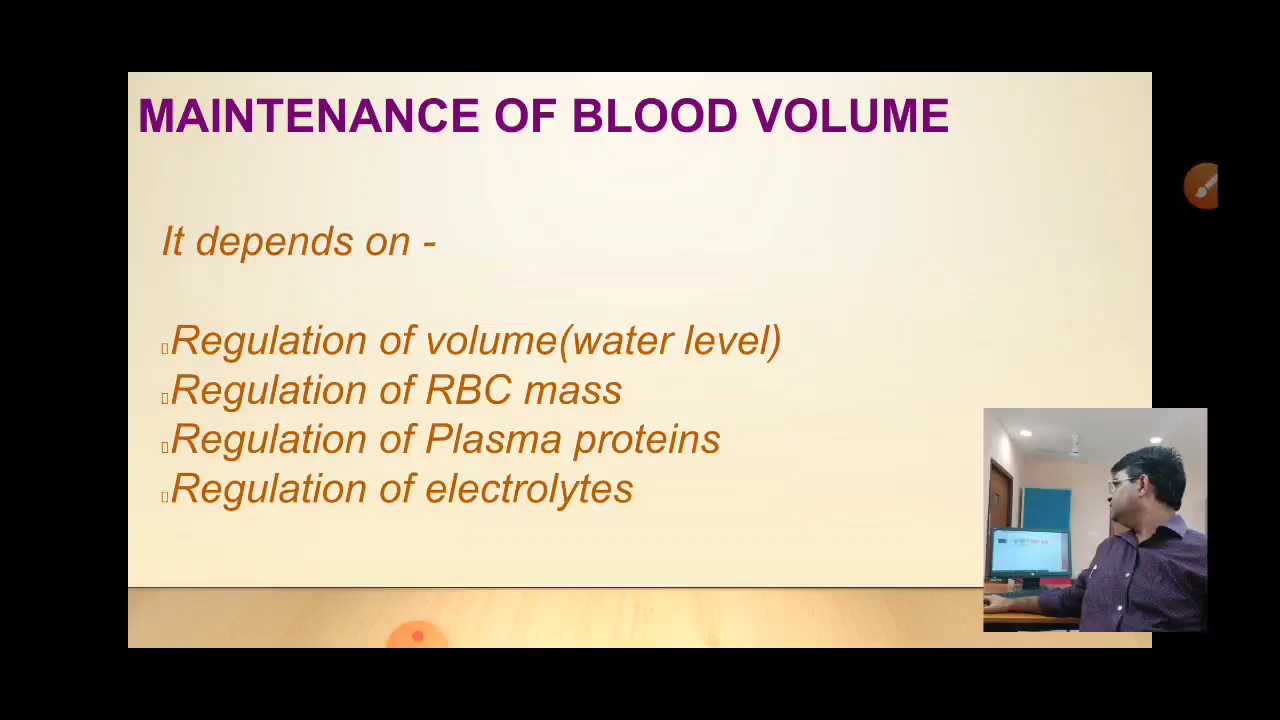 MAINTENANCE OF BLOOD VOLUME
It depends on -
Regulation of volume(water level)
Regulation of RBC mass
Regulation of Plasma proteins
Regulation of electrolytes